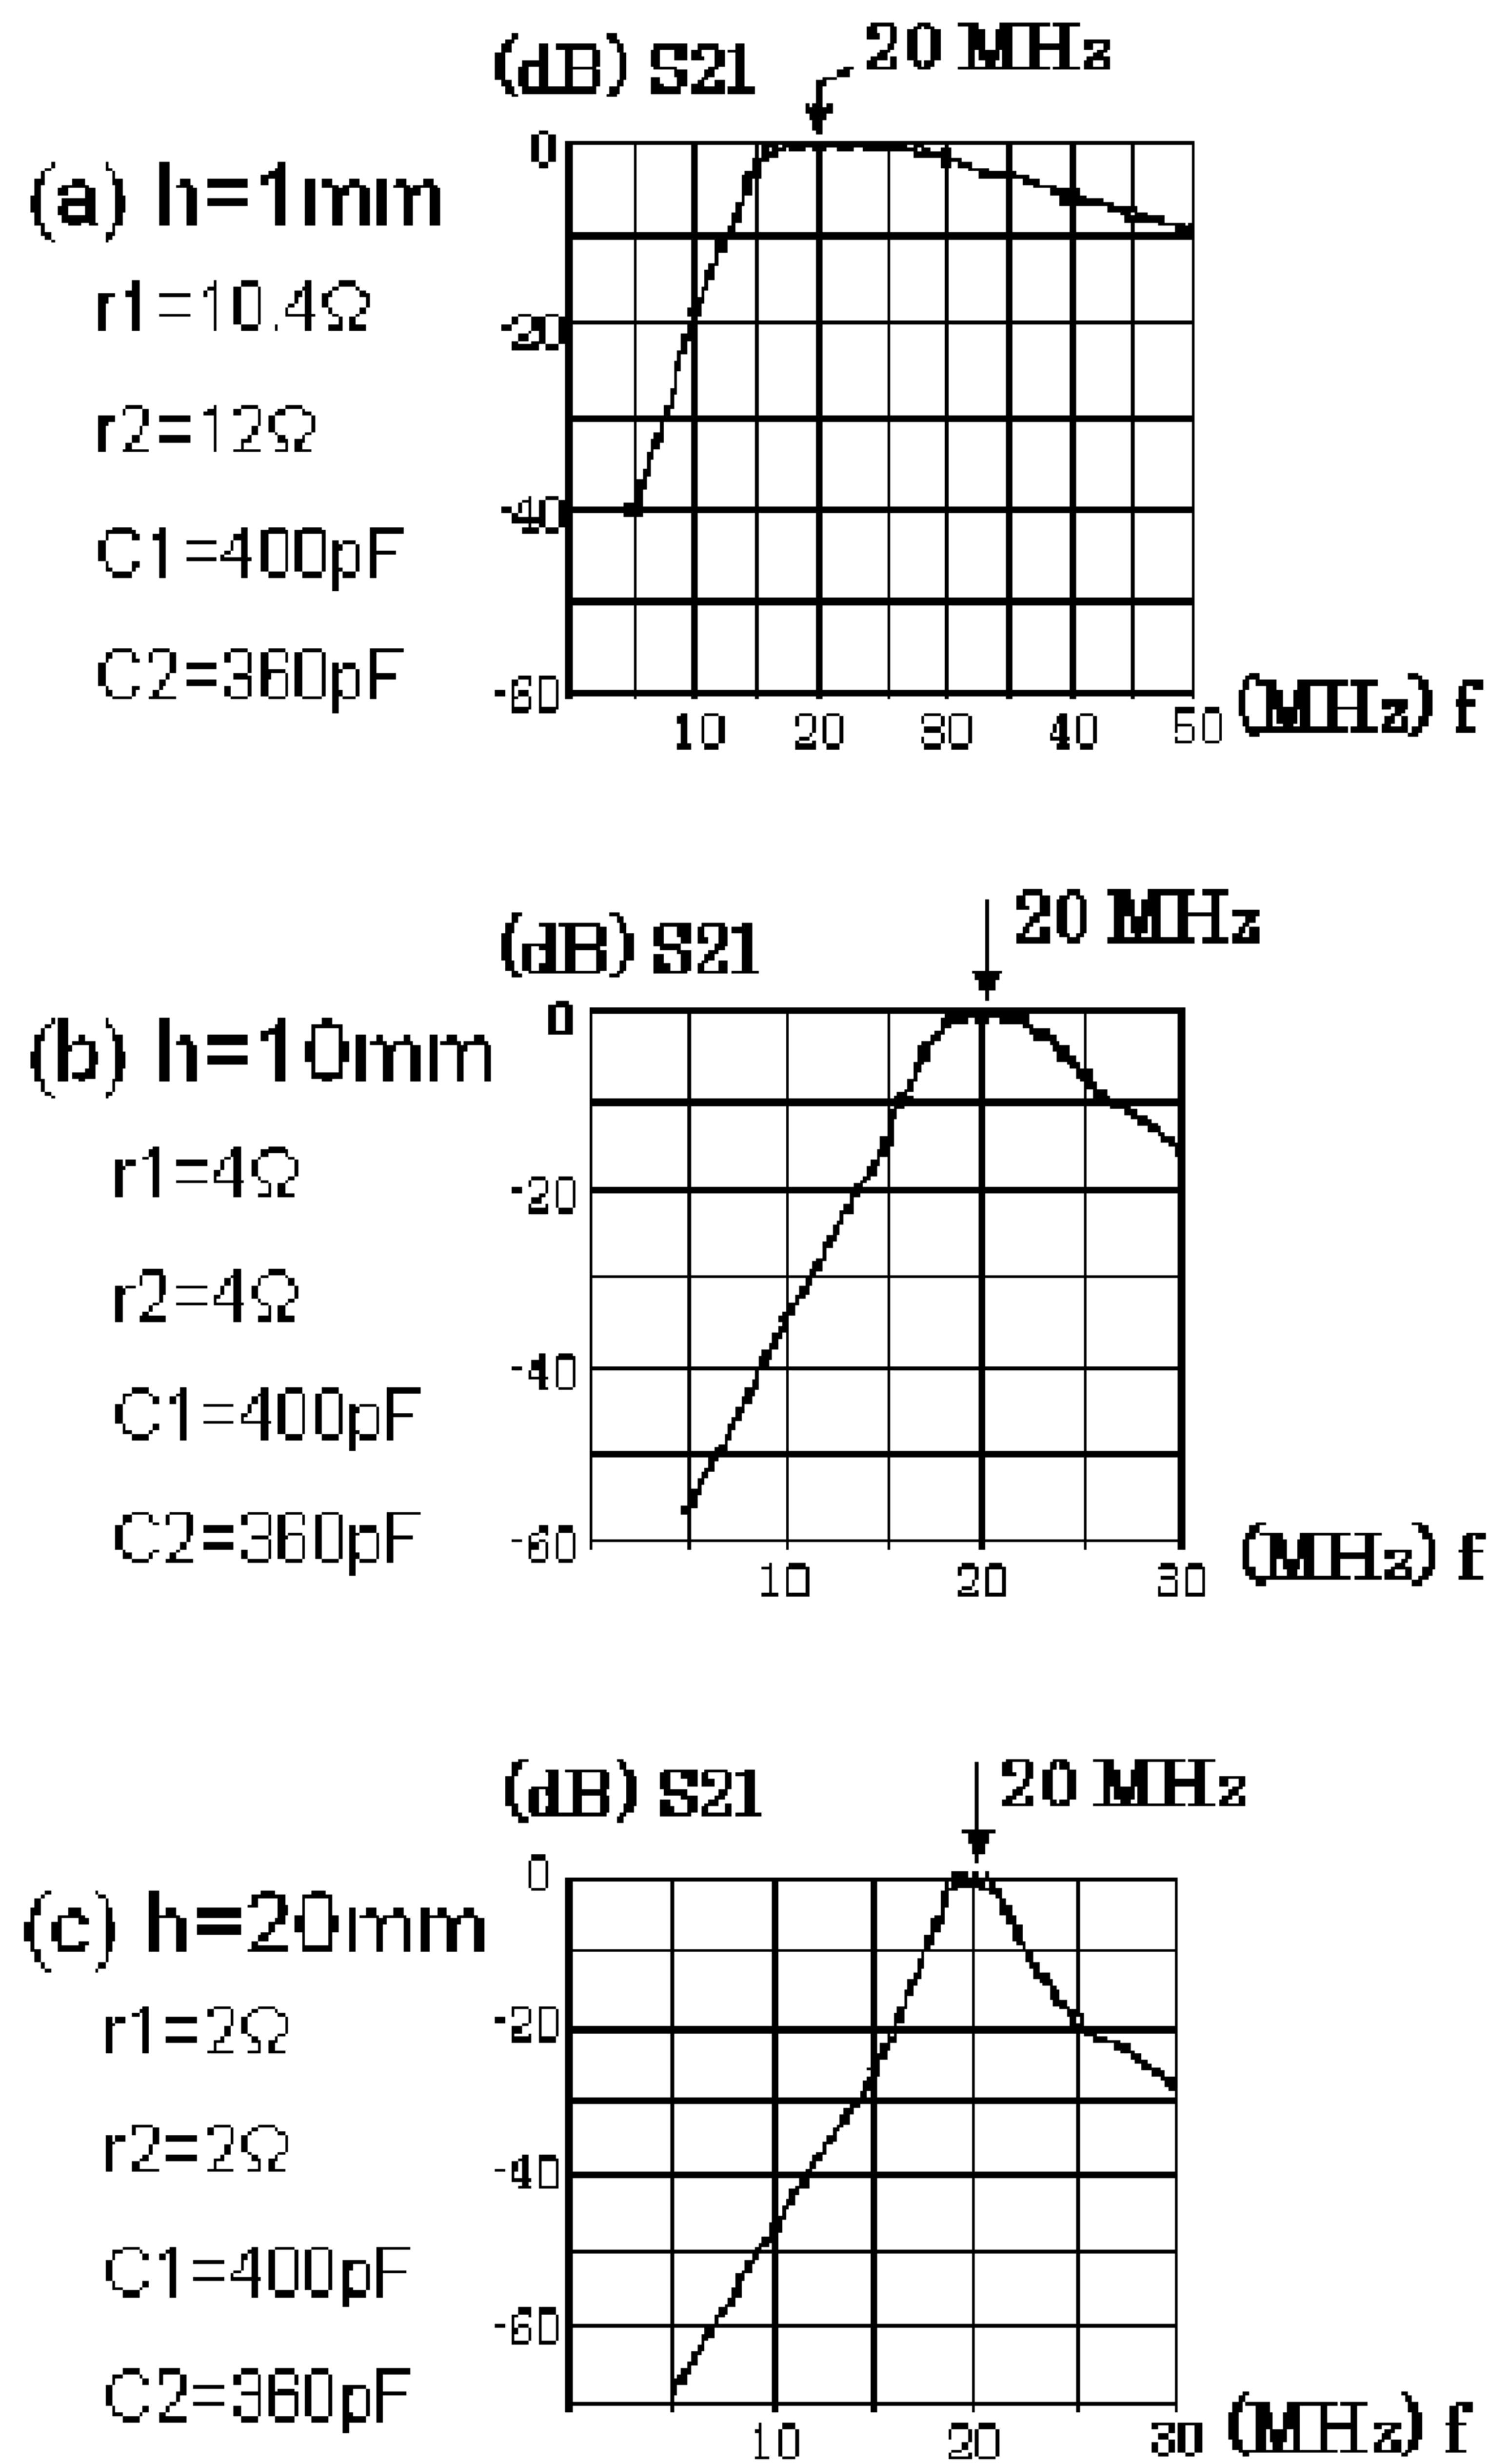 (dB) S21
20 MHz
(a) h=1mm
r1=10.4Ω
r2=12Ω
C1=400pF
C2=360pF
0
-20
-40
-60
10 20 30 40 50 (MHz) f
(dB) S21
20 MHz
(b) h=10mm
r1=4Ω
r2=4Ω
C1=400pF
C2=360pF
0
-20
-40
-60
10 20 30 (MHz) f
(dB) S21
20 MHz
(c) h=20mm
r1=2Ω
r2=2Ω
C1=400pF
C2=360pF
0
-20
-40
-60
10 20 30 (MHz) f